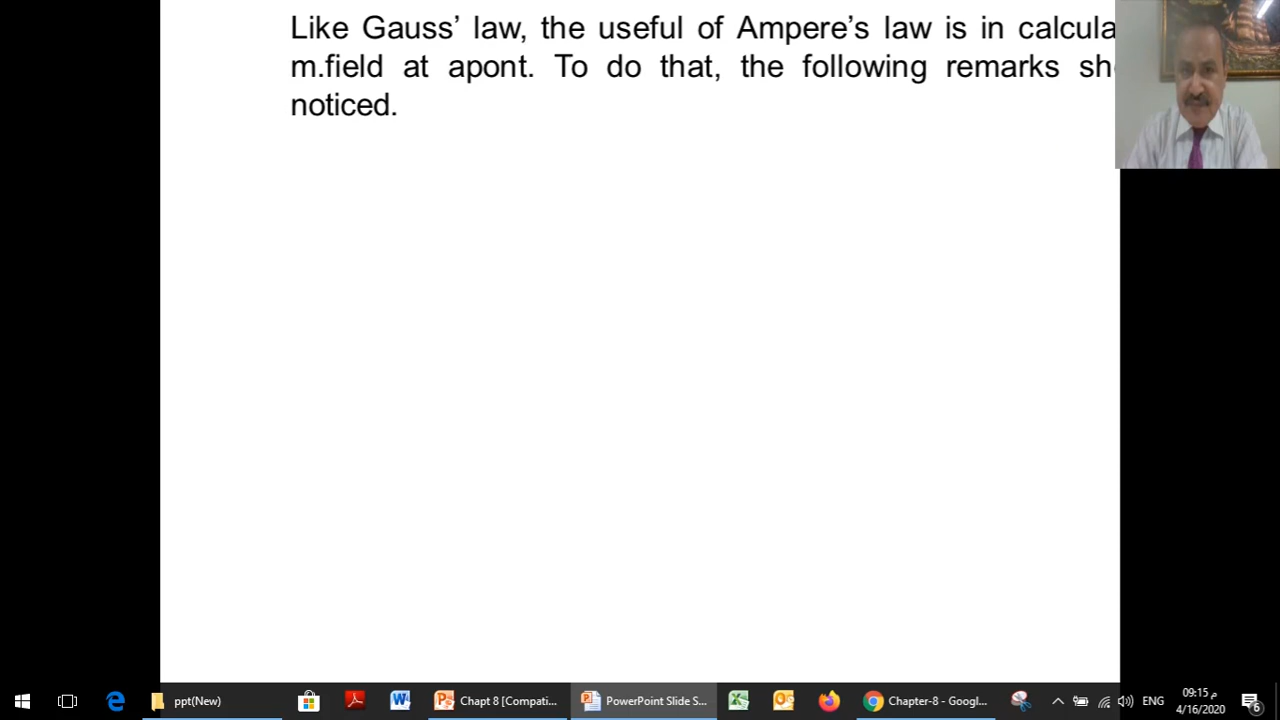 Like Gauss’ law, the useful of Ampere’s law is in calcula
m.field at apont. To do that, the following remarks sh
noticed.
ppt(New)
Chapt 8 [Compati...
PowerPoint Slide S...
Chapter-8 - Googl...
ENG
09:15 م
4/16/2020
6